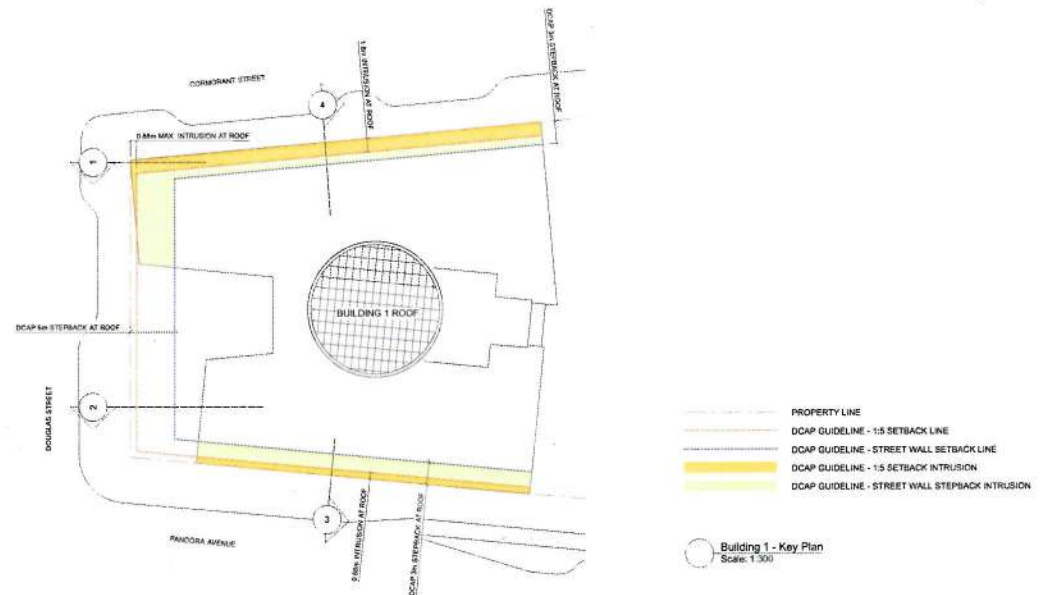 CORMORANT STREET
1.8m INTRUSION AT ROOF
DCAP 3m STEPBACK AT ROOF
4
0.88m MAX. INTRUSION AT ROOF
1
BUILDING 1 ROOF
DCAP 6m STEPBACK AT ROOF
DOUGLAS STREET
2
3
PANDORA AVENUE
INTRUSION AT ROOF
DCAP 3m STEPBACK AT ROOF
PROPERTY LINE
DCAP GUIDELINE - 1:5 SETBACK LINE
DCAP GUIDELINE - STREET WALL SETBACK LINE
DCAP GUIDELINE - 1:5 SETBACK INTRUSION
DCAP GUIDELINE - STREET WALL STEPBACK INTRUSION
Building 1 - Key Plan
Scale: 1:300